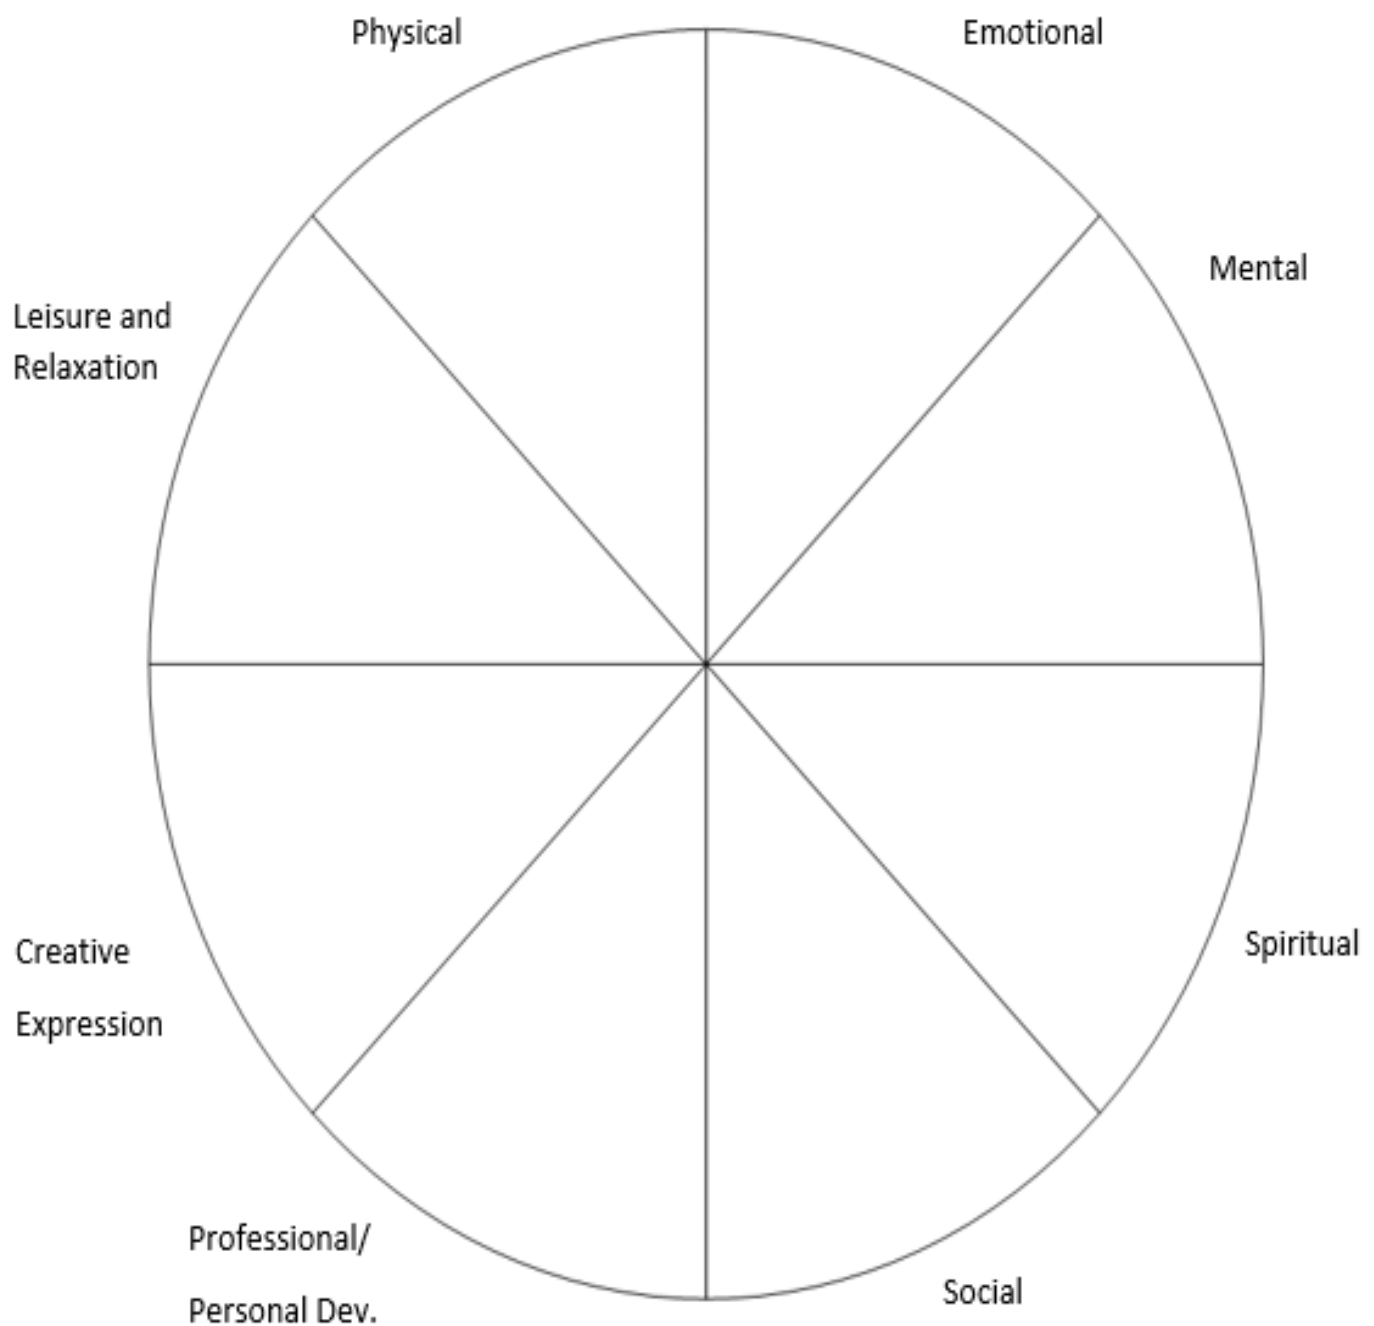 Physical
Emotional
Mental
Leisure and
Relaxation
Spiritual
Creative
Expression
Professional/
Personal Dev.
Social